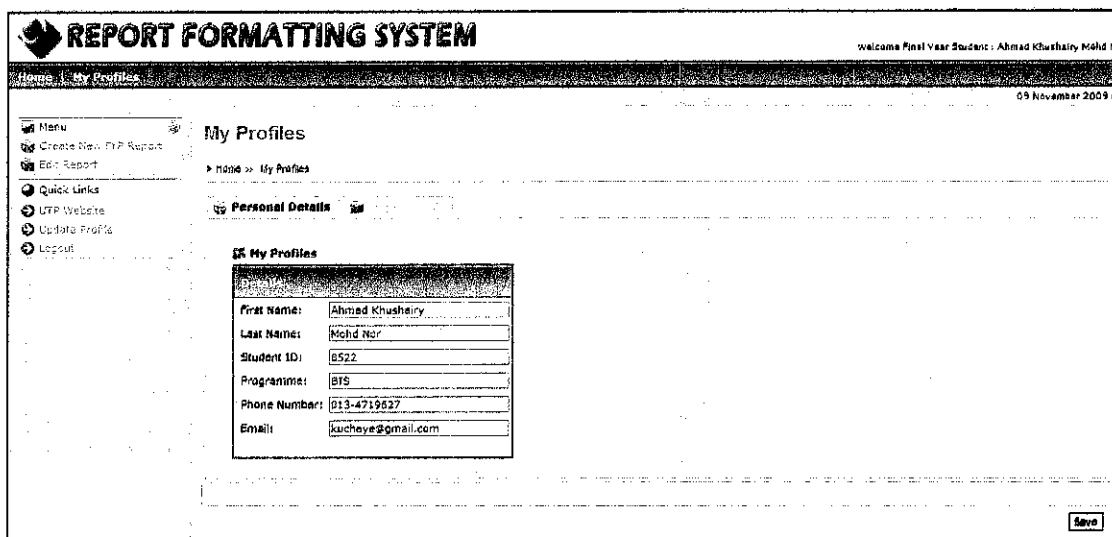 REPORT FORMATTING SYSTEM
Welcome Final Year Student : Ahmad Khushairy Mohd
Home | My Profiles
09 November 2009
Menu
Create New FYP Report
Edit Report
Quick Links
UTP Website
Update Profile
Logout
My Profiles
Home >> My Profiles
Personal Details
My Profiles
Details
First Name: Ahmad Khushairy
Last Name: Mohd Nor
Student ID: 8522
Programme: BIS
Phone Number: 013-4719627
Email: kucheye@gmail.com
Save